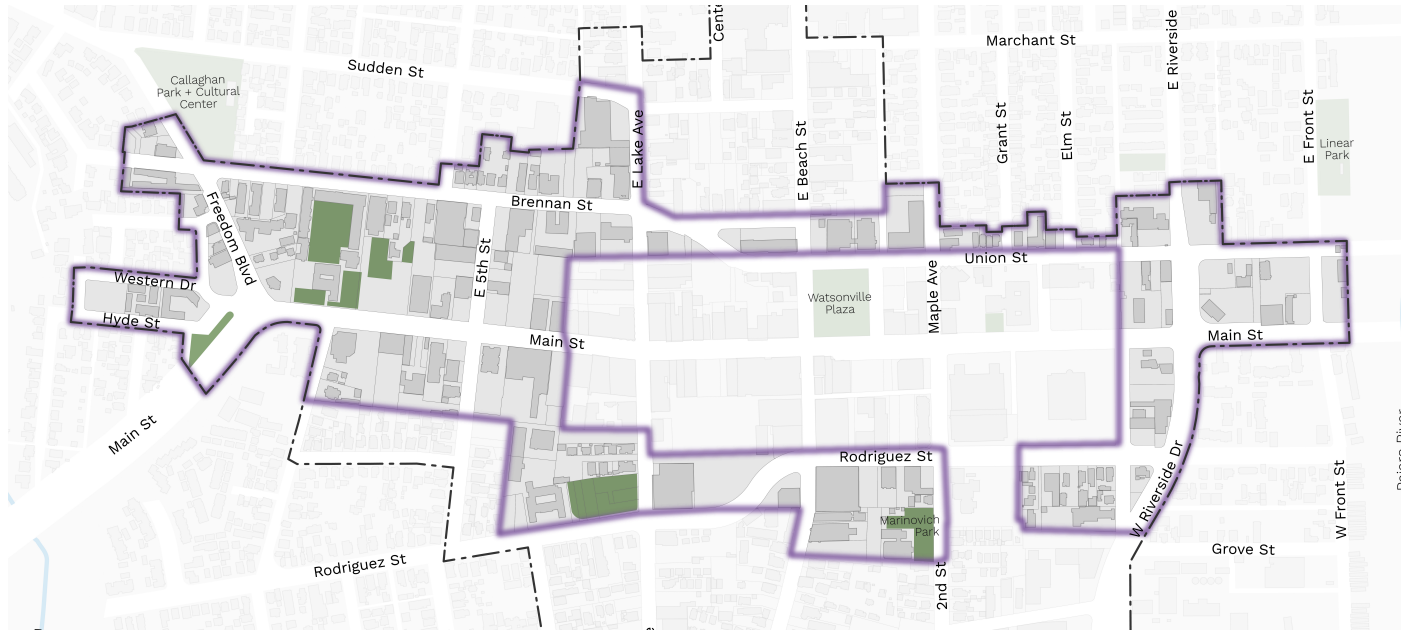 Cente
E Riverside
Marchant St
Sudden St
Callaghan
Park + Cultural
Center
E Lake Ave
E Beach St
Grant St
Elm St
E Front St
Linear
Park
Freedom Blvd
Brennan St
E 5th St
Union St
Western Dr
Hyde St
Watsonville
Plaza
Maple Ave
Main St
Main St
Main St
Rodriguez St
Marinovich
Park
W Riverside Dr
W Front St
Grove St
Rodriguez St
2nd St